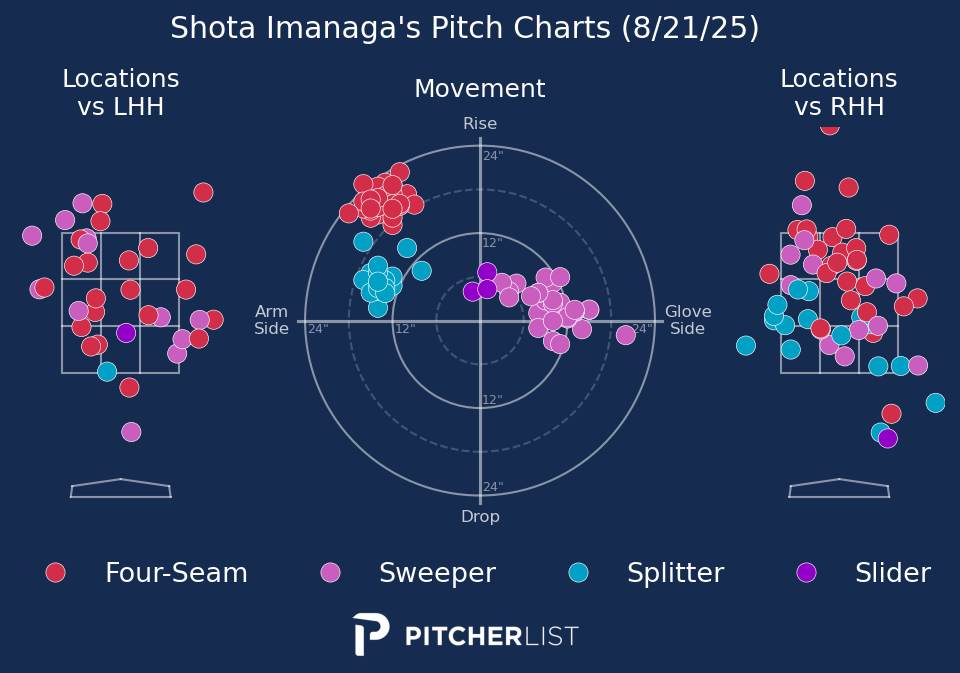 Shota Imanaga's Pitch Charts (8/21/25)
Locations
vs LHH
Movement
Locations
vs RHH
Rise
24"
12"
Arm
Side
24"
12"
24"
Glove
Side
12"
24"
Drop
Four-Seam
Sweeper
Splitter
Slider
PITCHERLIST